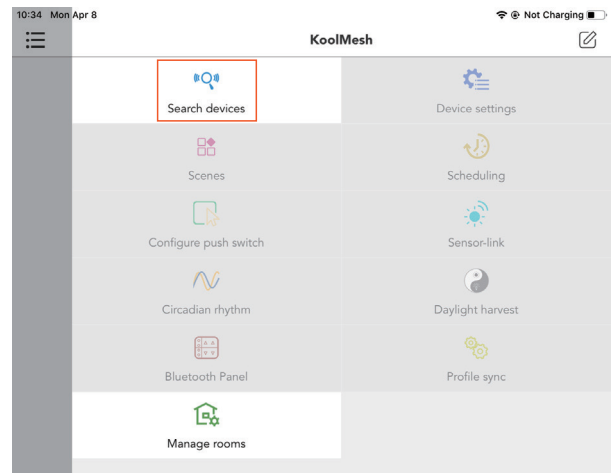 10:34 Mon Apr 8
Not Charging
KoolMesh
Search devices
Device settings
Scenes
Scheduling
Configure push switch
Sensor-link
Circadian rhythm
Daylight harvest
Bluetooth Panel
Profile sync
Manage rooms